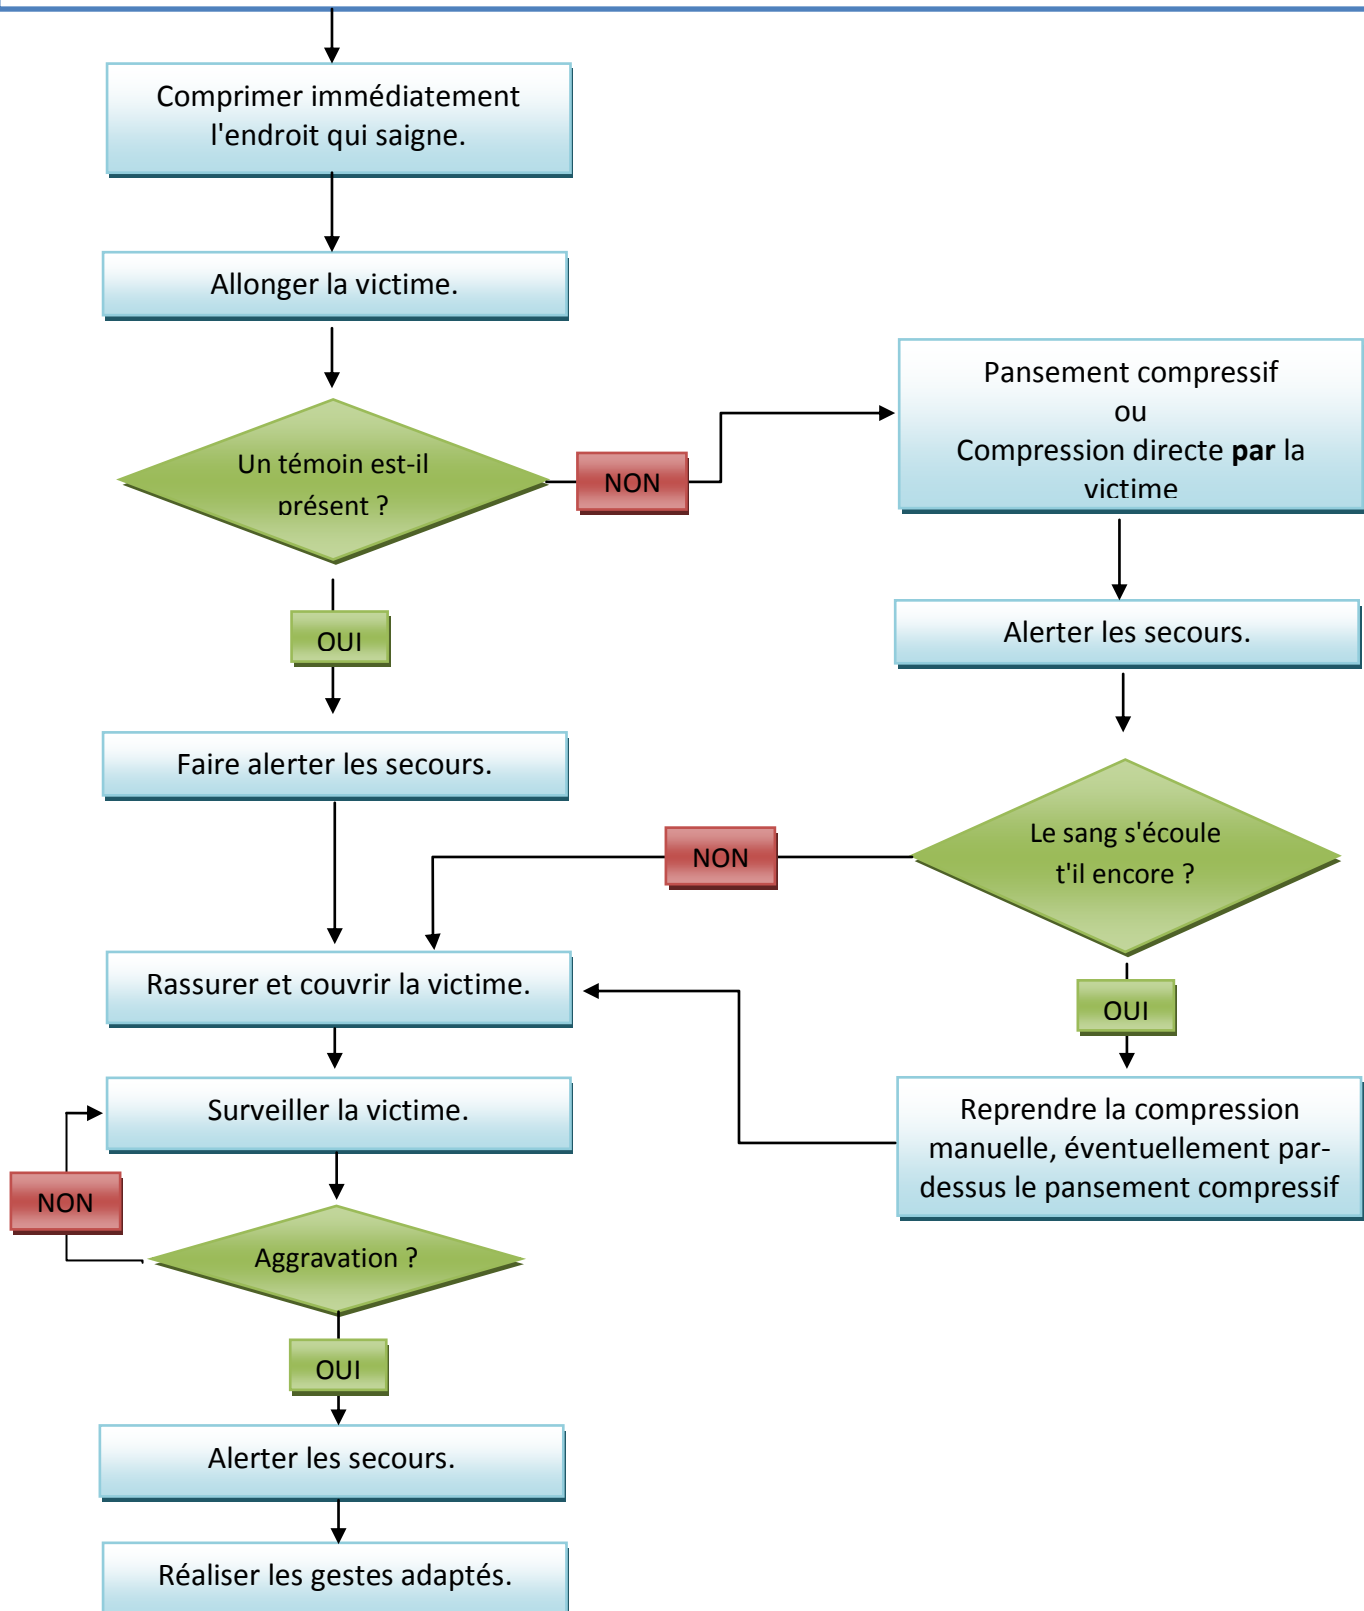 Comprimer immédiatement
l'endroit qui saigne.
Allonger la victime.
Un témoin est-il
présent ?
NON
Pansement compressif
ou
Compression directe par la
victime
OUI
Alerter les secours.
Faire alerter les secours.
Le sang s'écoule
t'il encore ?
NON
OUI
Rassurer et couvrir la victime.
Reprendre la compression
manuelle, éventuellement par-
dessus le pansement compressif
Surveiller la victime.
NON
Aggravation ?
OUI
Alerter les secours.
Réaliser les gestes adaptés.